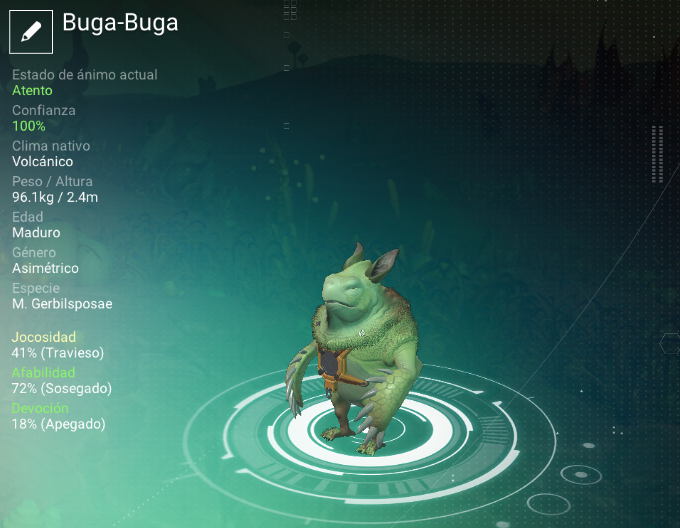 Buga-Buga
Estado de ánimo actual
Atento
Confianza
100%
Clima nativo
Volcánico
Peso / Altura
96.1kg / 2.4m
Edad
Maduro
Género
Asimétrico
Especie
M. Gerbilsposae
Jocosidad
41% (Travieso)
Afabilidad
72% (Sosegado)
Devoción
18% (Apegado)